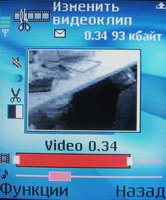 Изменить
видеоклип
0.34 93 кбайт
Video 0.34
Функции Назад